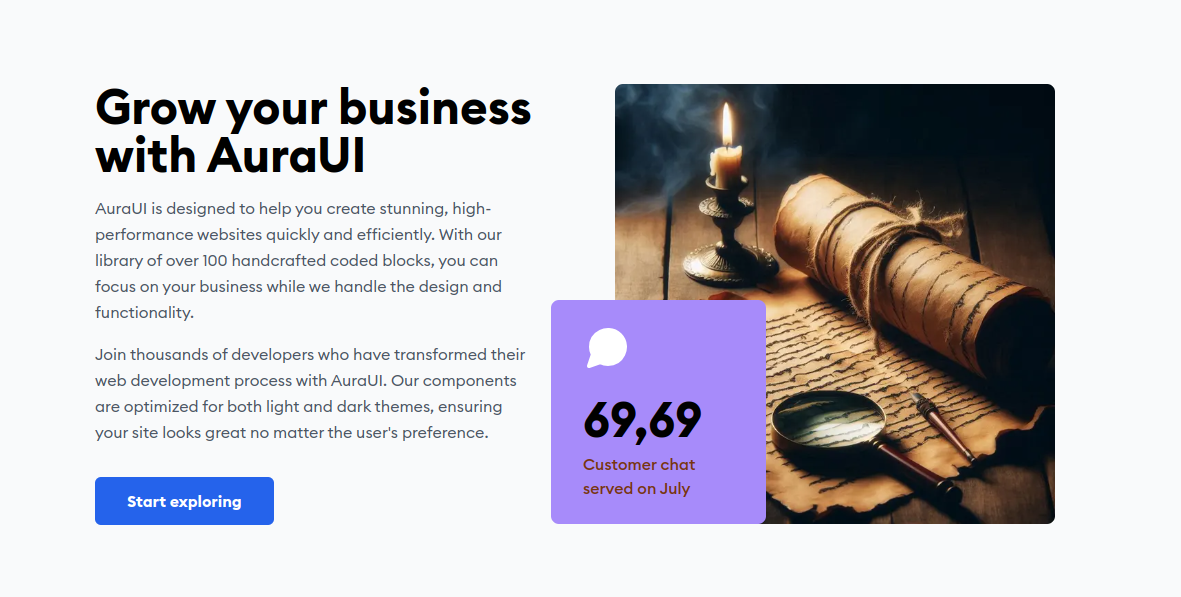 Grow your business
with AuraUI
AuraUI is designed to help you create stunning, high-
performance websites quickly and efficiently. With our
library of over 100 handcrafted coded blocks, you can
focus on your business while we handle the design and
functionality.
Join thousands of developers who have transformed their
web development process with AuraUI. Our components
are optimized for both light and dark themes, ensuring
your site looks great no matter the user's preference.
Start exploring
69,69
Customer chat
served on July